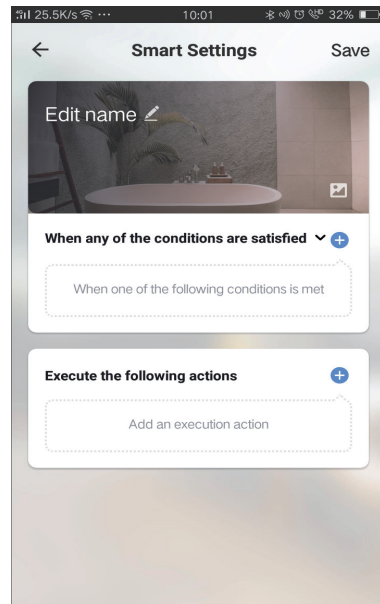 25.5K/s ··· 10:01 32%
Smart Settings Save
Edit name
When any of the conditions are satisfied
When one of the following conditions is met
Execute the following actions
Add an execution action